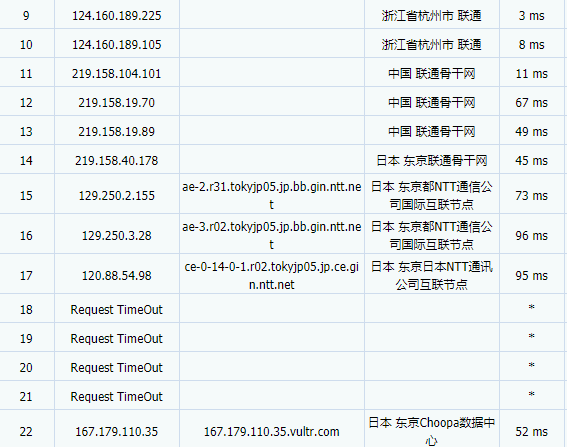 9 124.160.189.225 浙江省杭州市 联通 3 ms
10 124.160.189.105 浙江省杭州市 联通 8 ms
11 219.158.104.101 中国 联通骨干网 11 ms
12 219.158.19.70 中国 联通骨干网 67 ms
13 219.158.19.89 中国 联通骨干网 49 ms
14 219.158.40.178 日本 东京联通骨干网 45 ms
15 129.250.2.155 ae-2.r31.tokyjp05.jp.bb.gin.ntt.ne 日本 东京都NTT通信公 73 ms
t 司国际互联节点
16 129.250.3.28 ae-3.r02.tokyjp05.jp.bb.gin.ntt.ne 日本 东京都NTT通信公 96 ms
t 司国际互联节点
17 120.88.54.98 ce-0-14-0-1.r02.tokyjp05.jp.ce.gi 日本 东京日本NTT通讯 95 ms
n.ntt.net 公司互联节点
18 Request TimeOut *
19 Request TimeOut *
20 Request TimeOut *
21 Request TimeOut *
22 167.179.110.35 167.179.110.35.vultr.com 日本 东京Choopa数据中 52 ms
心